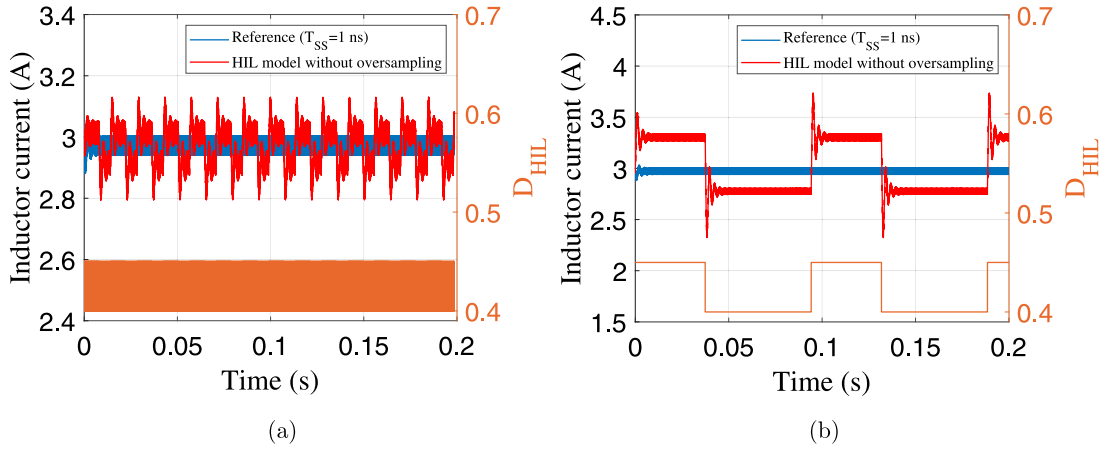 3.4
3.2
3
2.8
2.6
2.4
Inductor current (A)
Reference (T_SS=1 ns)
HIL model without oversampling
0.7
0.6
0.5
0.4
D_HIL
0
0.05
0.1
0.15
0.2
Time (s)
(a)
4.5
4
3.5
3
2.5
2
1.5
Inductor current (A)
Reference (T_SS=1 ns)
HIL model without oversampling
0.7
0.6
0.5
0.4
D_HIL
0
0.05
0.1
0.15
0.2
Time (s)
(b)